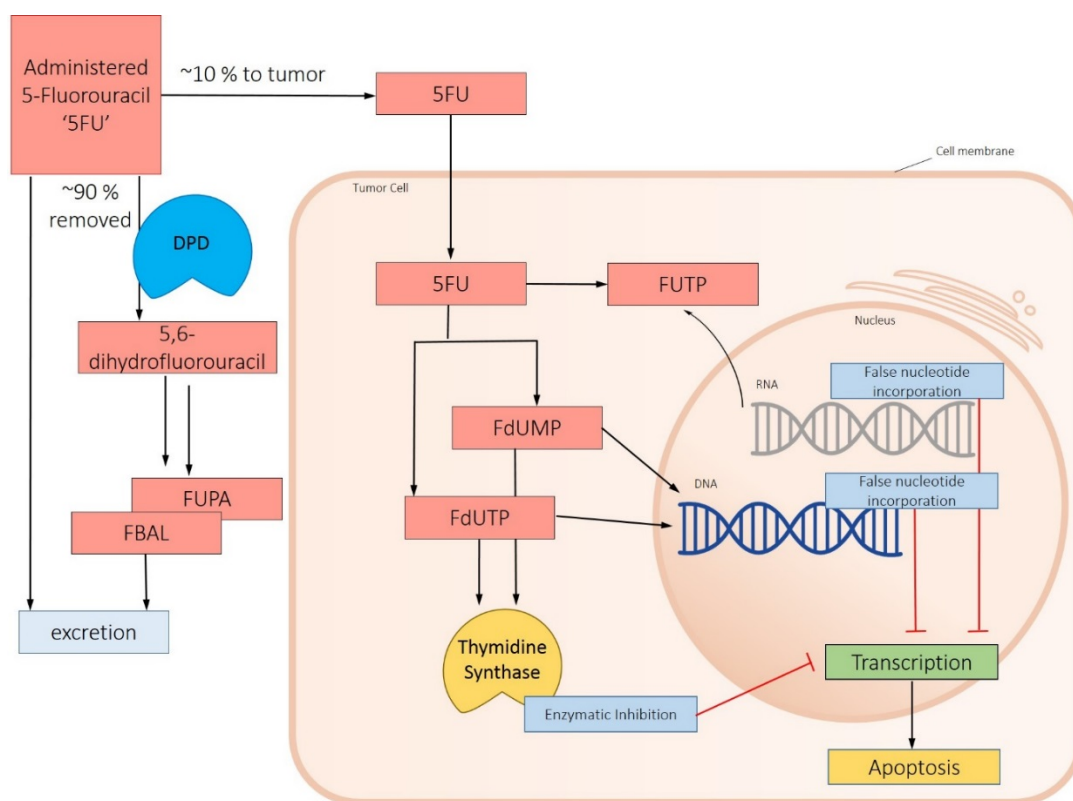 Administered
5-Fluorouracil
‘5FU’
~10 % to tumor
5FU
~90 %
removed
DPD
5,6-
dihydrofluorouracil
FUPA
FBAL
excretion
Cell membrane
Tumor Cell
5FU
FUTP
Nucleus
False nucleotide
incorporation
RNA
FdUMP
DNA
False nucleotide
incorporation
FdUTP
Thymidine
Synthase
Enzymatic Inhibition
Transcription
Apoptosis